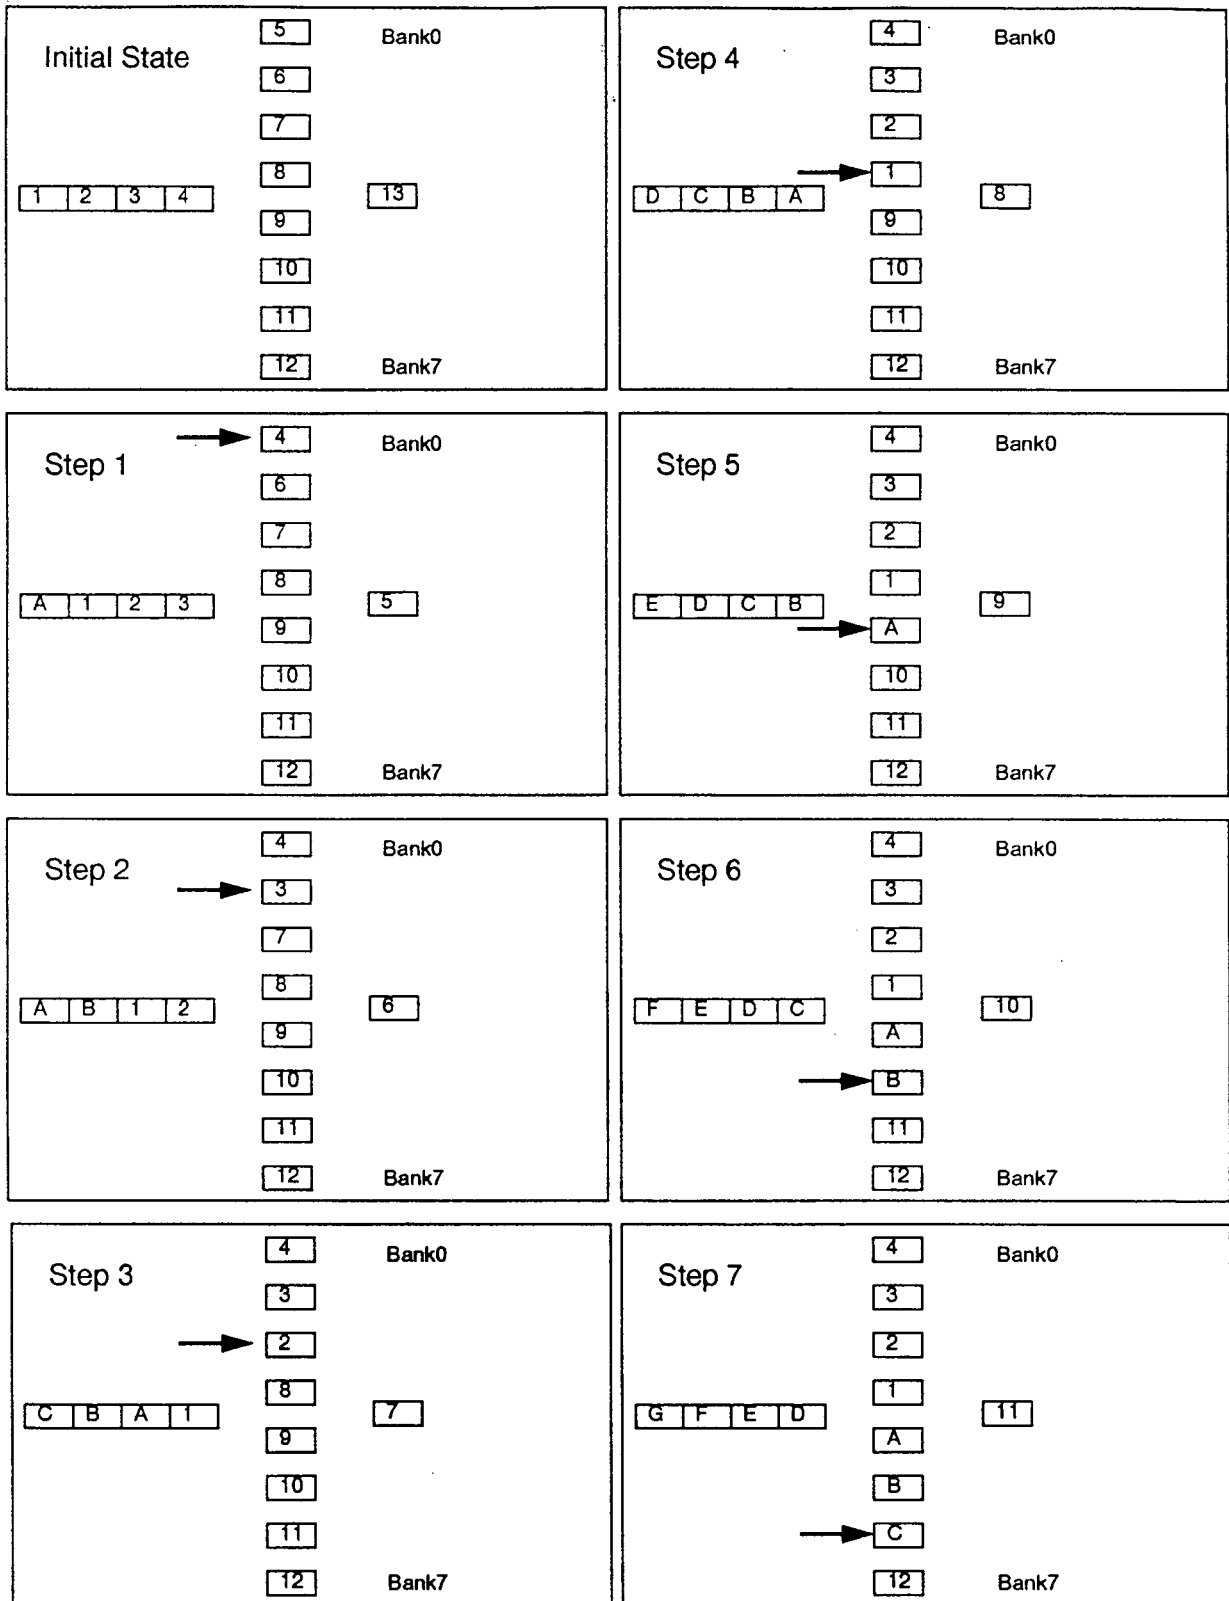 Initial State
5 Bank0
6
7
8
1 2 3 4 13
9
10
11
12 Bank7
Step 1
4 Bank0
6
7
8
A 1 2 3 5
9
10
11
12 Bank7
Step 2
4 Bank0
3
7
8
A B 1 2 6
9
10
11
12 Bank7
Step 3
4 Bank0
3
2
8
C B A 1 7
9
10
11
12 Bank7
Step 4
4 Bank0
3
2
1
D C B A 8
9
10
11
12 Bank7
Step 5
4 Bank0
3
2
1
E D C B 9
A
10
11
12 Bank7
Step 6
4 Bank0
3
2
1
F E D C 10
A
B
11
12 Bank7
Step 7
4 Bank0
3
2
1
G F E D 11
A
B
C
12 Bank7